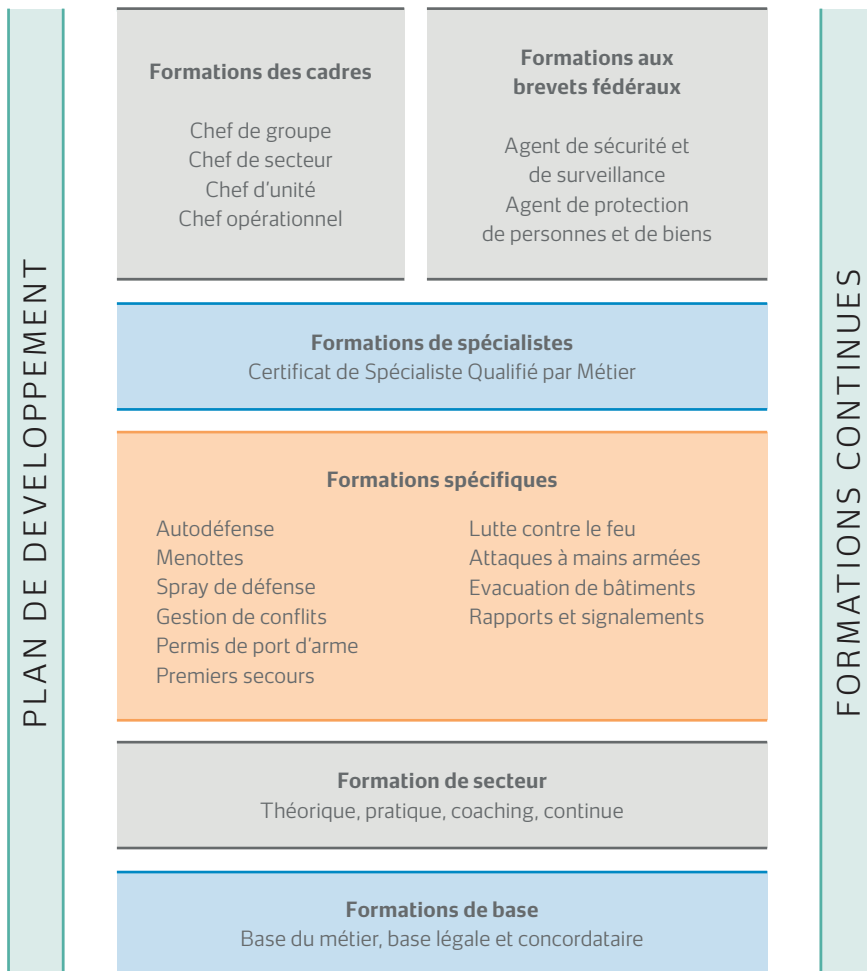 PLAN DE DEVELOPPEMENT
Formations des cadres
Chef de groupe
Chef de secteur
Chef d'unité
Chef opérationnel
Formations aux
brevets fédéraux
Agent de sécurité et
de surveillance
Agent de protection
de personnes et de biens
Formations de spécialistes
Certificat de Spécialiste Qualifié par Métier
Formations spécifiques
Autodéfense
Menottes
Spray de défense
Gestion de conflits
Permis de port d'arme
Premiers secours
Lutte contre le feu
Attaques à mains armées
Evacuation de bâtiments
Rapports et signalements
Formation de secteur
Théorique, pratique, coaching, continue
Formations de base
Base du métier, base légale et concordataire
FORMATIONS CONTINUES